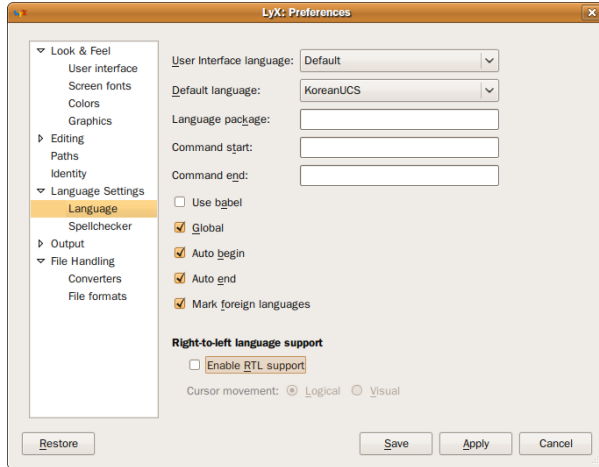 LyX: Preferences
Look & Feel
User interface
Screen fonts
Colors
Graphics
Editing
Paths
Identity
Language Settings
Language
Spellchecker
Output
File Handling
Converters
File formats
User Interface language: Default
Default language: KoreanUCS
Language package:
Command start:
Command end:
Use babel
Global
Auto begin
Auto end
Mark foreign languages
Right-to-left language support
Enable RTL support
Cursor movement: Logical Visual
Restore Save Apply Cancel